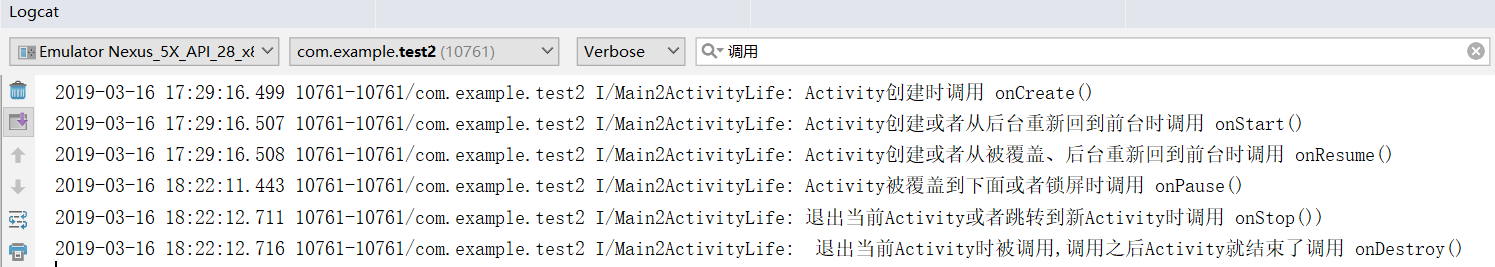 Logcat
Emulator Nexus_5X_API_28_x8 com.example.test2 (10761) Verbose 调用
2019-03-16 17:29:16.499 10761-10761/com.example.test2 I/Main2ActivityLife: Activity创建时调用 onCreate()
2019-03-16 17:29:16.507 10761-10761/com.example.test2 I/Main2ActivityLife: Activity创建或者从后台重新回到前台时调用 onStart()
2019-03-16 17:29:16.508 10761-10761/com.example.test2 I/Main2ActivityLife: Activity创建或者从被覆盖、后台重新回到前台时调用 onResume()
2019-03-16 18:22:11.443 10761-10761/com.example.test2 I/Main2ActivityLife: Activity被覆盖到下面或者锁屏时调用 onPause()
2019-03-16 18:22:12.711 10761-10761/com.example.test2 I/Main2ActivityLife: 退出当前Activity或者跳转到新Activity时调用 onStop())
2019-03-16 18:22:12.716 10761-10761/com.example.test2 I/Main2ActivityLife:  退出当前Activity时被调用,调用之后Activity就结束了调用 onDestroy()